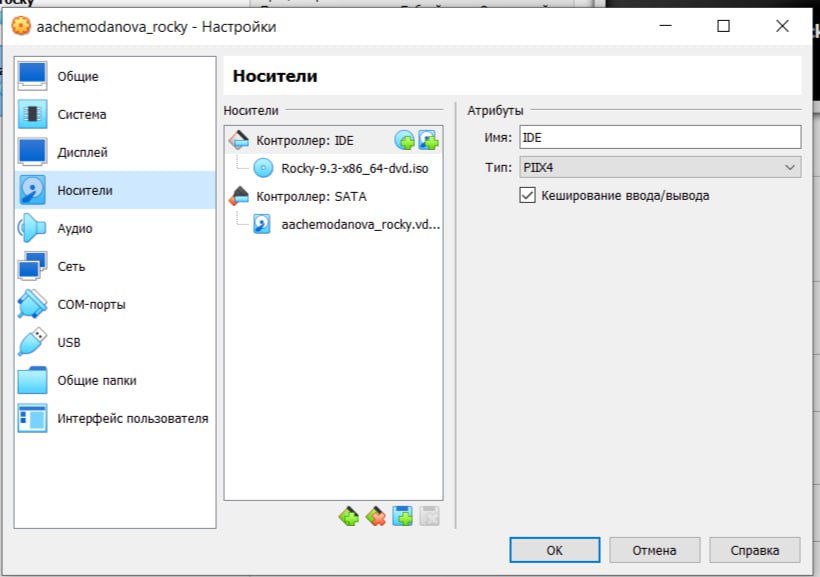 aachemodanova_rocky - Настройки
Общие
Система
Дисплей
Носители
Аудио
Сеть
COM-порты
USB
Общие папки
Интерфейс пользователя
Носители
Носители
Контроллер: IDE
Rocky-9.3-x86_64-dvd.iso
Контроллер: SATA
aachemodanova_rocky.vd...
Атрибуты
Имя: IDE
Тип: PIIX4
Кеширование ввода/вывода
OK
Отмена
Справка